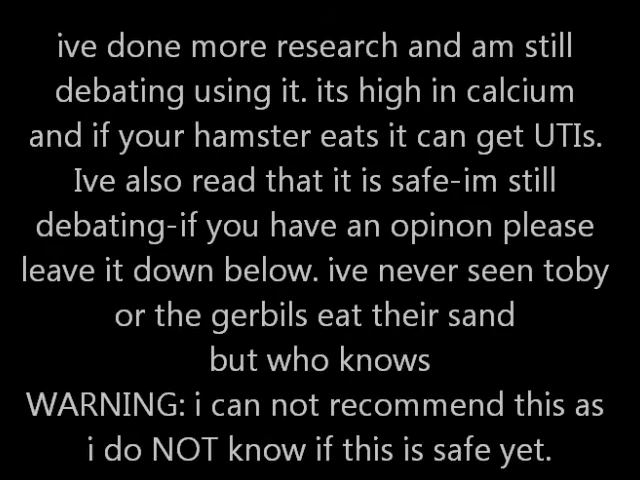 ive done more research and am still
debating using it. its high in calcium
and if your hamster eats it can get UTIs.
Ive also read that it is safe-im still
debating-if you have an opinon please
leave it down below. ive never seen toby
or the gerbils eat their sand
but who knows
WARNING: i can not recommend this as
i do NOT know if this is safe yet.